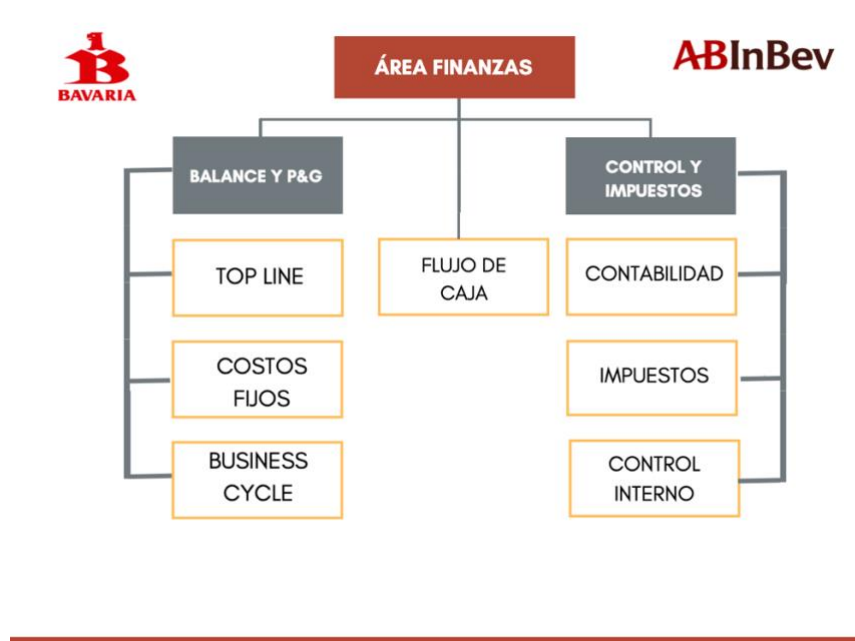 BAVARIA
ÁREA FINANZAS
ABInBev
BALANCE Y P&G
CONTROL Y
IMPUESTOS
TOP LINE
FLUJO DE
CAJA
CONTABILIDAD
COSTOS
FIJOS
IMPUESTOS
BUSINESS
CYCLE
CONTROL
INTERNO